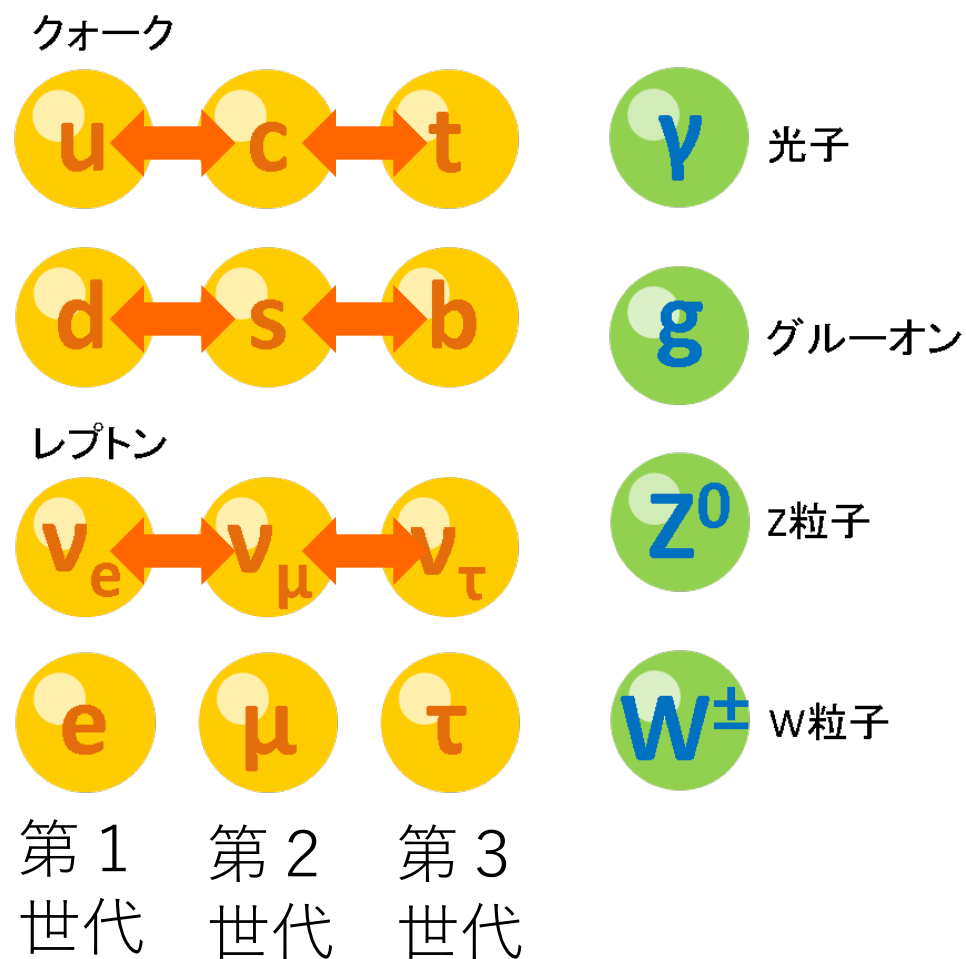 クォーク
u c t
γ 光子
d s b
g グルーオン
レプトン
νe νμ ντ
Z⁰ Z粒子
e μ τ
W± W粒子
第1世代
第2世代
第3世代